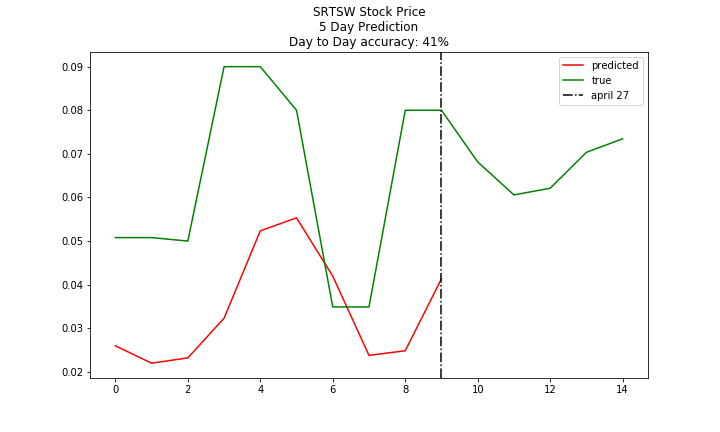 SRTSW Stock Price
5 Day Prediction
Day to Day accuracy: 41%
predicted
true
april 27
0.09
0.08
0.07
0.06
0.05
0.04
0.03
0.02
0 2 4 6 8 10 12 14